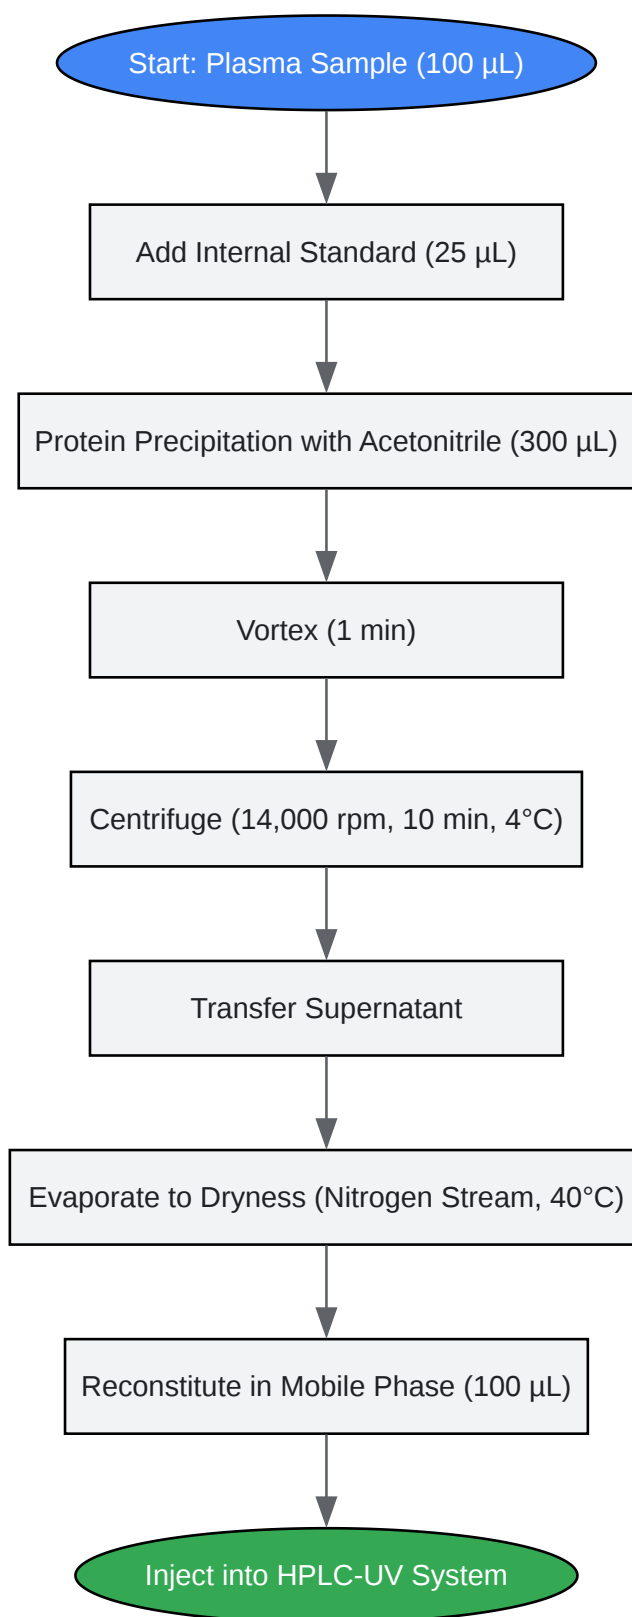 Start: Plasma Sample (100 µL)
Add Internal Standard (25 µL)
Protein Precipitation with Acetonitrile (300 µL)
Vortex (1 min)
Centrifuge (14,000 rpm, 10 min, 4°C)
Transfer Supernatant
Evaporate to Dryness (Nitrogen Stream, 40°C)
Reconstitute in Mobile Phase (100 µL)
Inject into HPLC-UV System